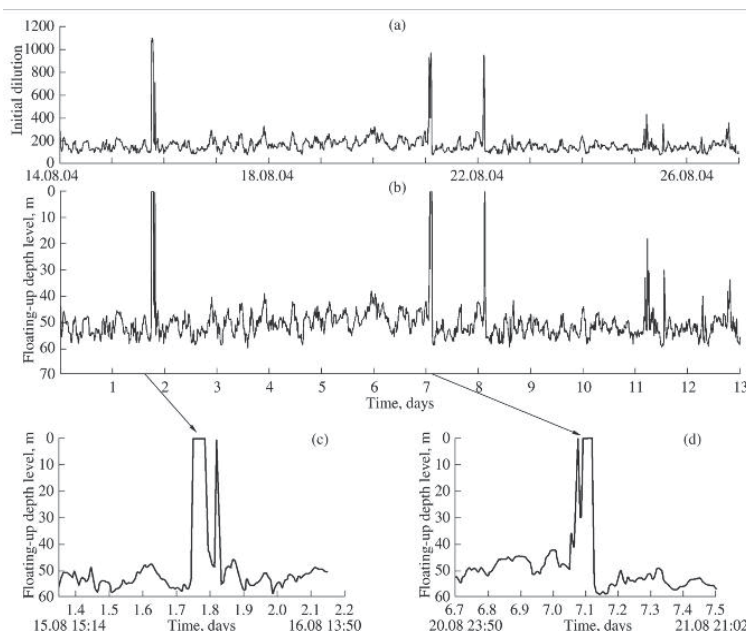 (a)
Initial dilution
1200
1000
800
600
400
200
0
14.08.04 18.08.04 22.08.04 26.08.04
(b)
Floating-up depth level, m
0
10
20
30
40
50
60
70
1 2 3 4 5 6 7 8 9 10 11 12 13
Time, days
(c)
Floating-up depth level, m
0
10
20
30
40
50
60
1.4 1.5 1.6 1.7 1.8 1.9 2.0 2.1 2.2
15.08 15:14 Time, days 16.08 13:50
(d)
Floating-up depth level, m
0
10
20
30
40
50
60
6.7 6.8 6.9 7.0 7.1 7.2 7.3 7.4 7.5
20.08 23:50 Time, days 21.08 21:02